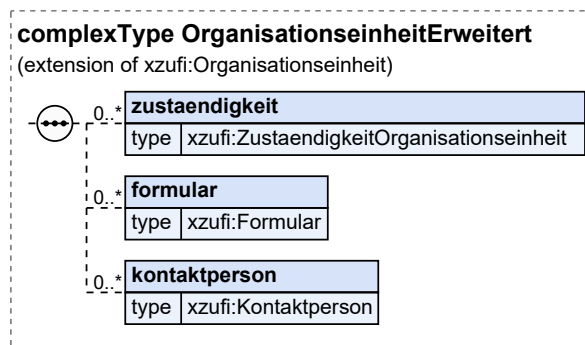 complexType OrganisationseinheitErweitert
(extension of xzufi:Organisationseinheit)
0..* zustaendigkeit
type xzufi:ZustaendigkeitOrganisationseinheit
0..* formular
type xzufi:Formular
0..* kontaktperson
type xzufi:Kontaktperson